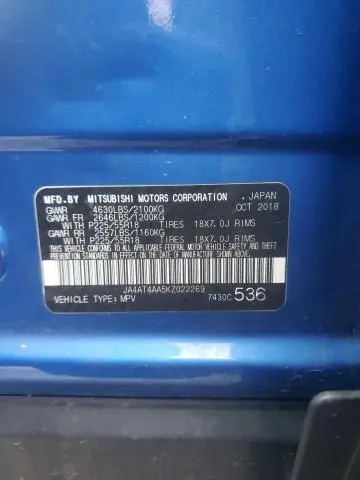 MFD.BY MITSUBISHI MOTORS CORPORATION, JAPAN
GVWR 4630LBS/2100KG OCT 2018
GAWR FR 2646LBS/1200KG
WITH P225/55R18 TIRES 18X7.0J RIMS
GAWR RR 2557LBS/1160KG
WITH P225/55R18 TIRES 18X7.0J RIMS
THIS VEHICLE CONFORMS TO ALL APPLICABLE FEDERAL
MOTOR VEHICLE SAFETY AND THEFT PREVENTION
STANDARDS IN EFFECT ON THE DATE OF
MANUFACTURE SHOWN ABOVE.
JA4AT4AA5KZ022269
VEHICLE TYPE: MPV 7430C 536